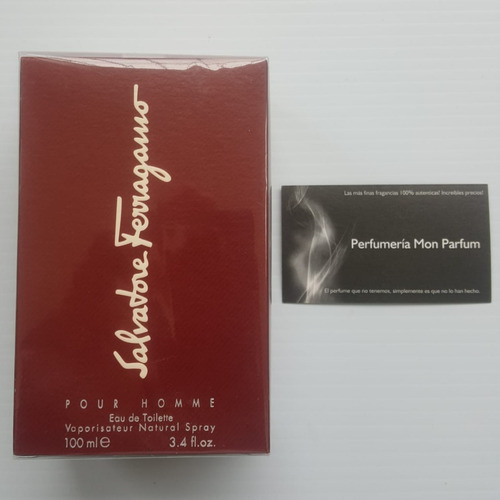 Salvatore Ferragamo
POUR HOMME
Eau de Toilette
Vaporisateur Natural Spray
100 ml ℮ 3.4 fl.oz.
Las más finas fragancias 100% autenticas! Increíbles precios!
Perfumería Mon Parfum
El perfume que no tenemos, simplemente es que no lo han hecho.